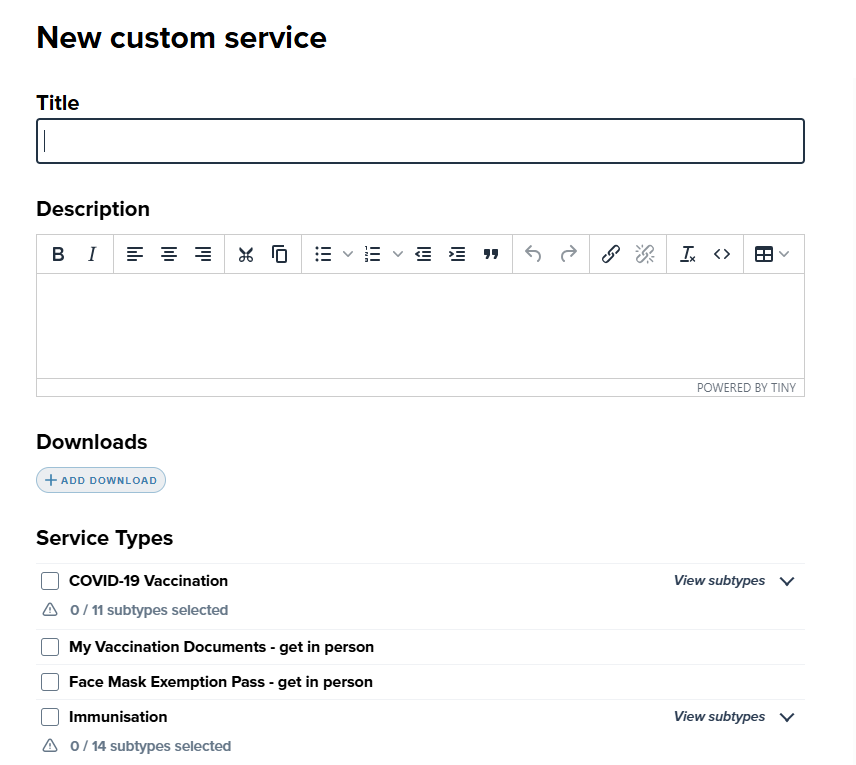 New custom service
Title
Description
B I
POWERED BY TINY
Downloads
+ ADD DOWNLOAD
Service Types
COVID-19 Vaccination View subtypes
0 / 11 subtypes selected
My Vaccination Documents - get in person
Face Mask Exemption Pass - get in person
Immunisation View subtypes
0 / 14 subtypes selected